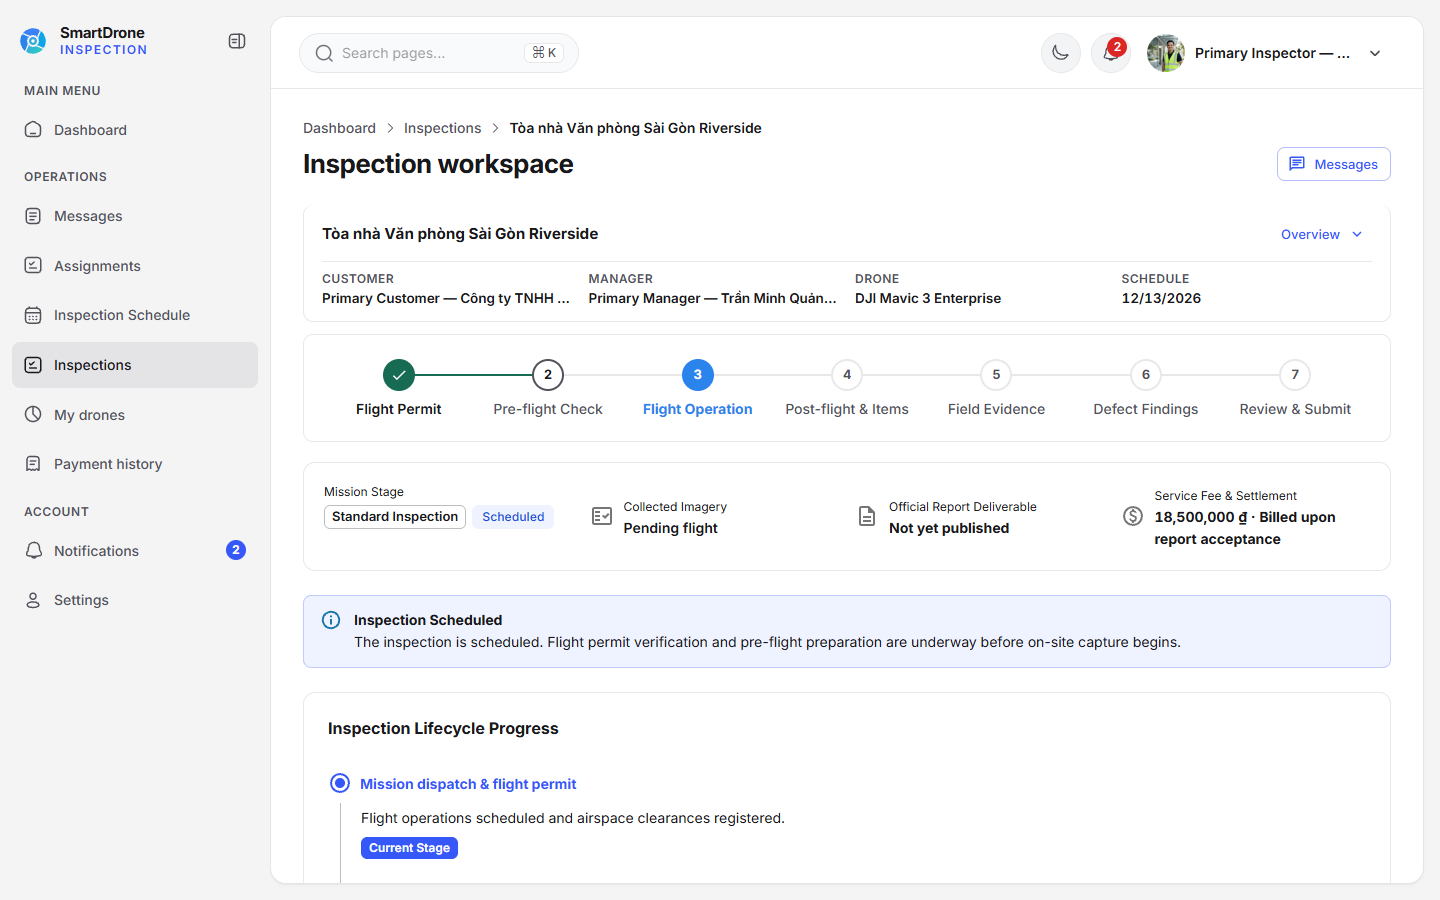 SmartDrone
INSPECTION
MAIN MENU
Dashboard
OPERATIONS
Messages
Assignments
Inspection Schedule
Inspections
My drones
Payment history
ACCOUNT
Notifications
2
Settings
Search pages...
⌘ K
2
Primary Inspector — ...
Dashboard > Inspections > Tòa nhà Văn phòng Sài Gòn Riverside
Inspection workspace
Messages
Tòa nhà Văn phòng Sài Gòn Riverside
Overview
CUSTOMER
Primary Customer — Công ty TNHH ...
MANAGER
Primary Manager — Trần Minh Quản...
DRONE
DJI Mavic 3 Enterprise
SCHEDULE
12/13/2026
Flight Permit
2
Pre-flight Check
3
Flight Operation
4
Post-flight & Items
5
Field Evidence
6
Defect Findings
7
Review & Submit
Mission Stage
Standard Inspection
Scheduled
Collected Imagery
Pending flight
Official Report Deliverable
Not yet published
Service Fee & Settlement
18,500,000 ₫ · Billed upon
report acceptance
Inspection Scheduled
The inspection is scheduled. Flight permit verification and pre-flight preparation are underway before on-site capture begins.
Inspection Lifecycle Progress
Mission dispatch & flight permit
Flight operations scheduled and airspace clearances registered.
Current Stage